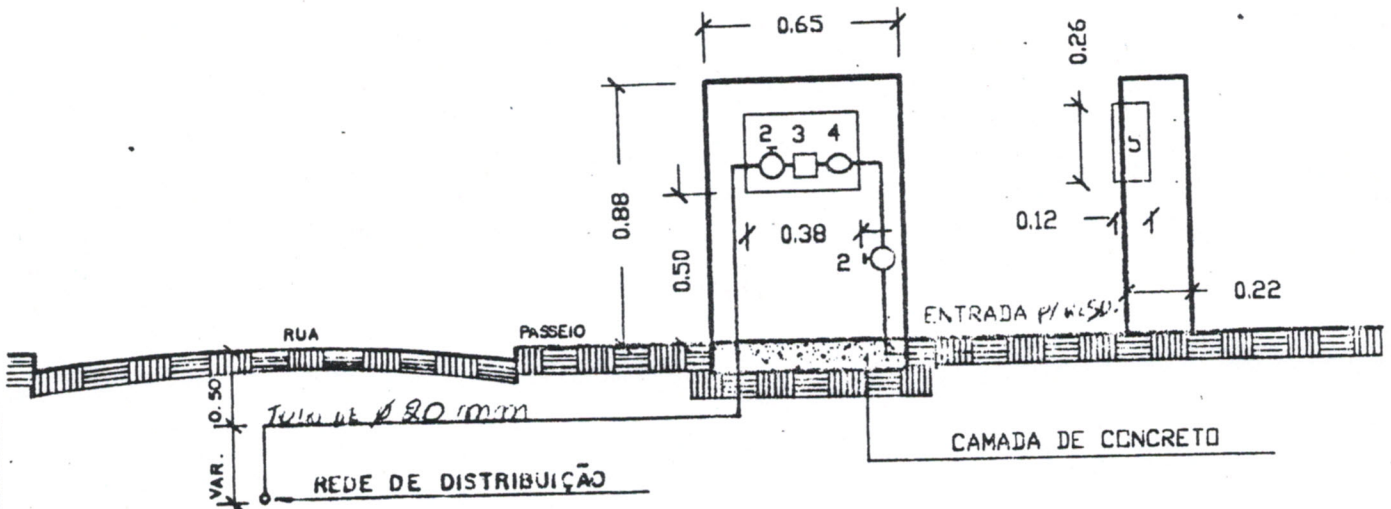 0.65
0.26
0.88
2 3 4
5
0.12
0.38
0.50
2
0.22
ENTRADA P/
RUA
PASSEIO
0.50
DE ø 20 mm
CAMADA DE CONCRETO
VAR.
REDE DE DISTRIBUIÇÃO